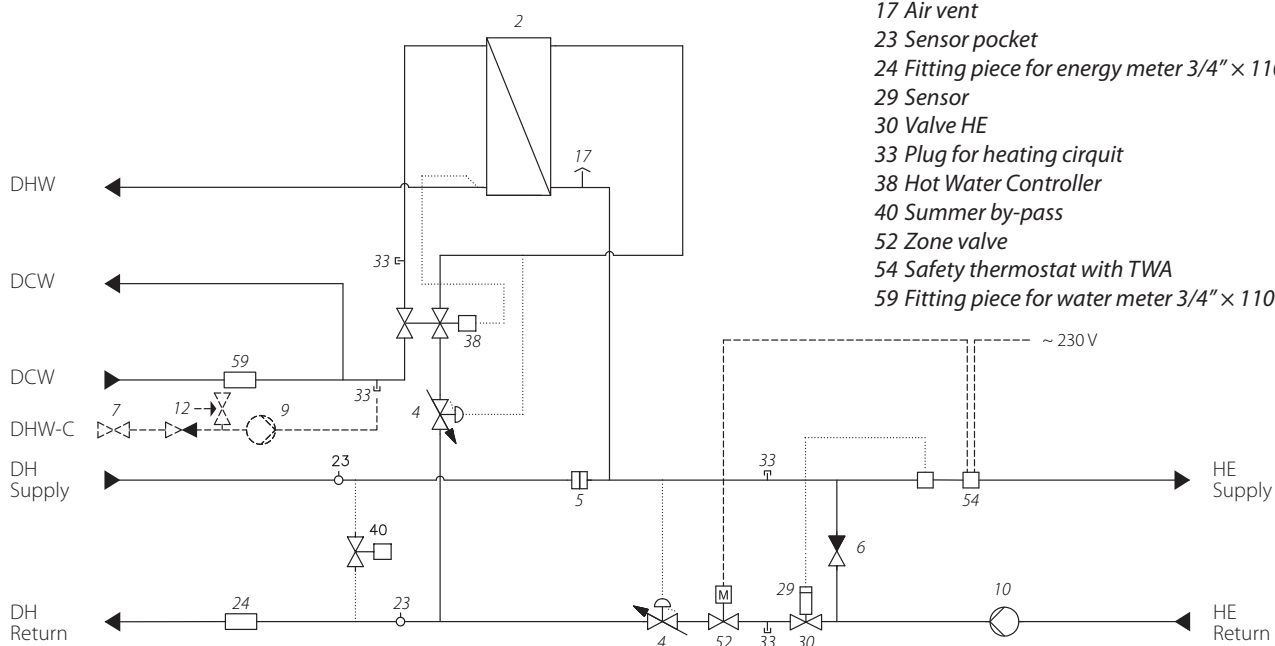 17 Air vent
23 Sensor pocket
24 Fitting piece for energy meter 3/4" × 110
29 Sensor
30 Valve HE
33 Plug for heating cirquit
38 Hot Water Controller
40 Summer by-pass
52 Zone valve
54 Safety thermostat with TWA
59 Fitting piece for water meter 3/4" × 110
2
17
DHW
33
DCW
38
~ 230 V
59
DCW
33
7
12
9
4
DHW-C
DH
Supply
23
5
33
54
HE
Supply
40
6
DH
Return
24
23
4
M
52
33
29
30
10
HE
Return